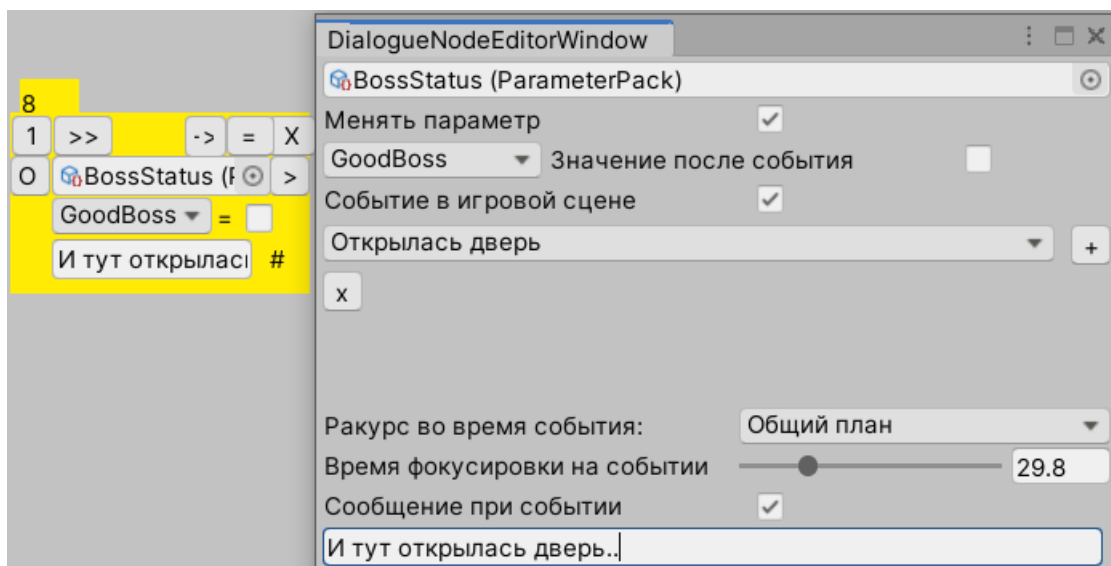 8
1 >> -> = X
O BossStatus (F >
GoodBoss =
И тут открылас #
DialogueNodeEditorWindow
BossStatus (ParameterPack)
Менять параметр
GoodBoss Значение после события
Событие в игровой сцене
Открылась дверь +
x
Ракурс во время события: Общий план
Время фокусировки на событии 29.8
Сообщение при событии
И тут открылась дверь..